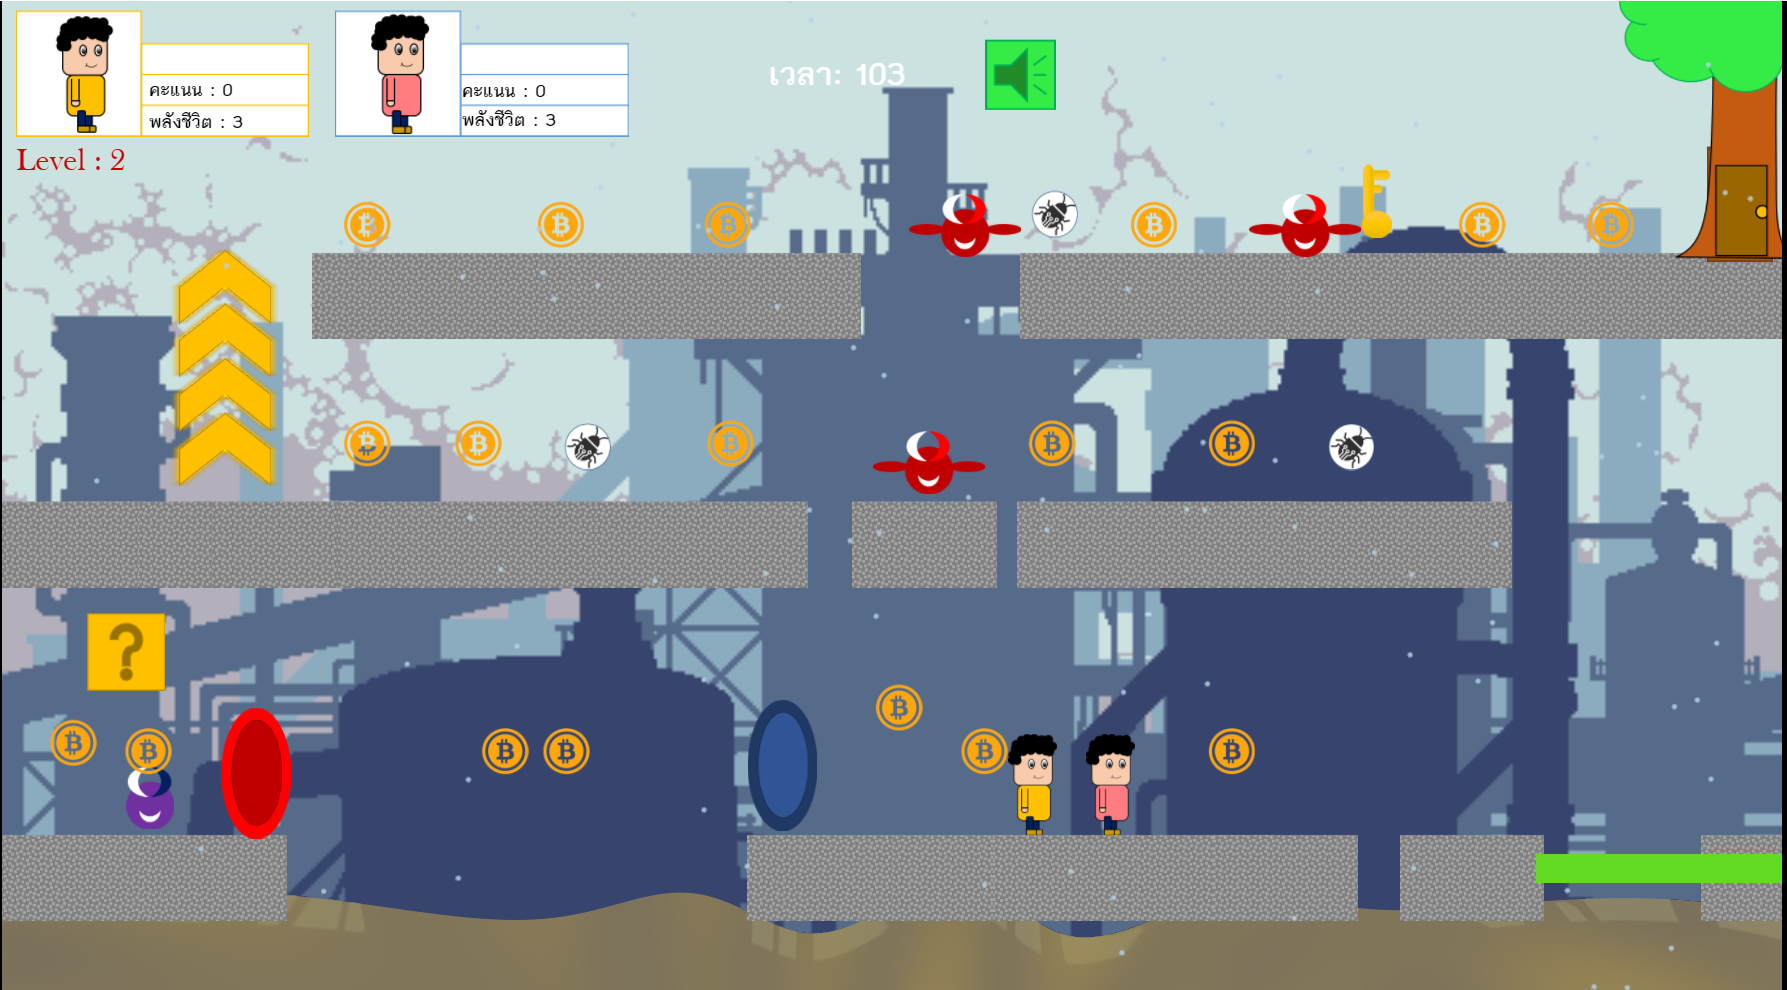 คะแนน : 0
พลังชีวิต : 3
คะแนน : 0
พลังชีวิต : 3
เวลา: 103
Level : 2
?